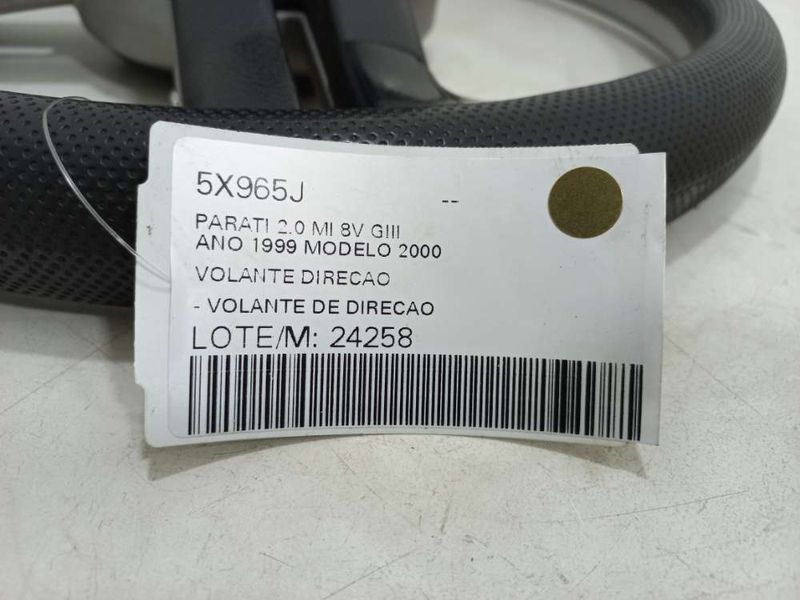 5X965J --
PARATI 2.0 MI 8V GIII
ANO 1999 MODELO 2000
VOLANTE DIRECAO
- VOLANTE DE DIRECAO
LOTE/M: 24258